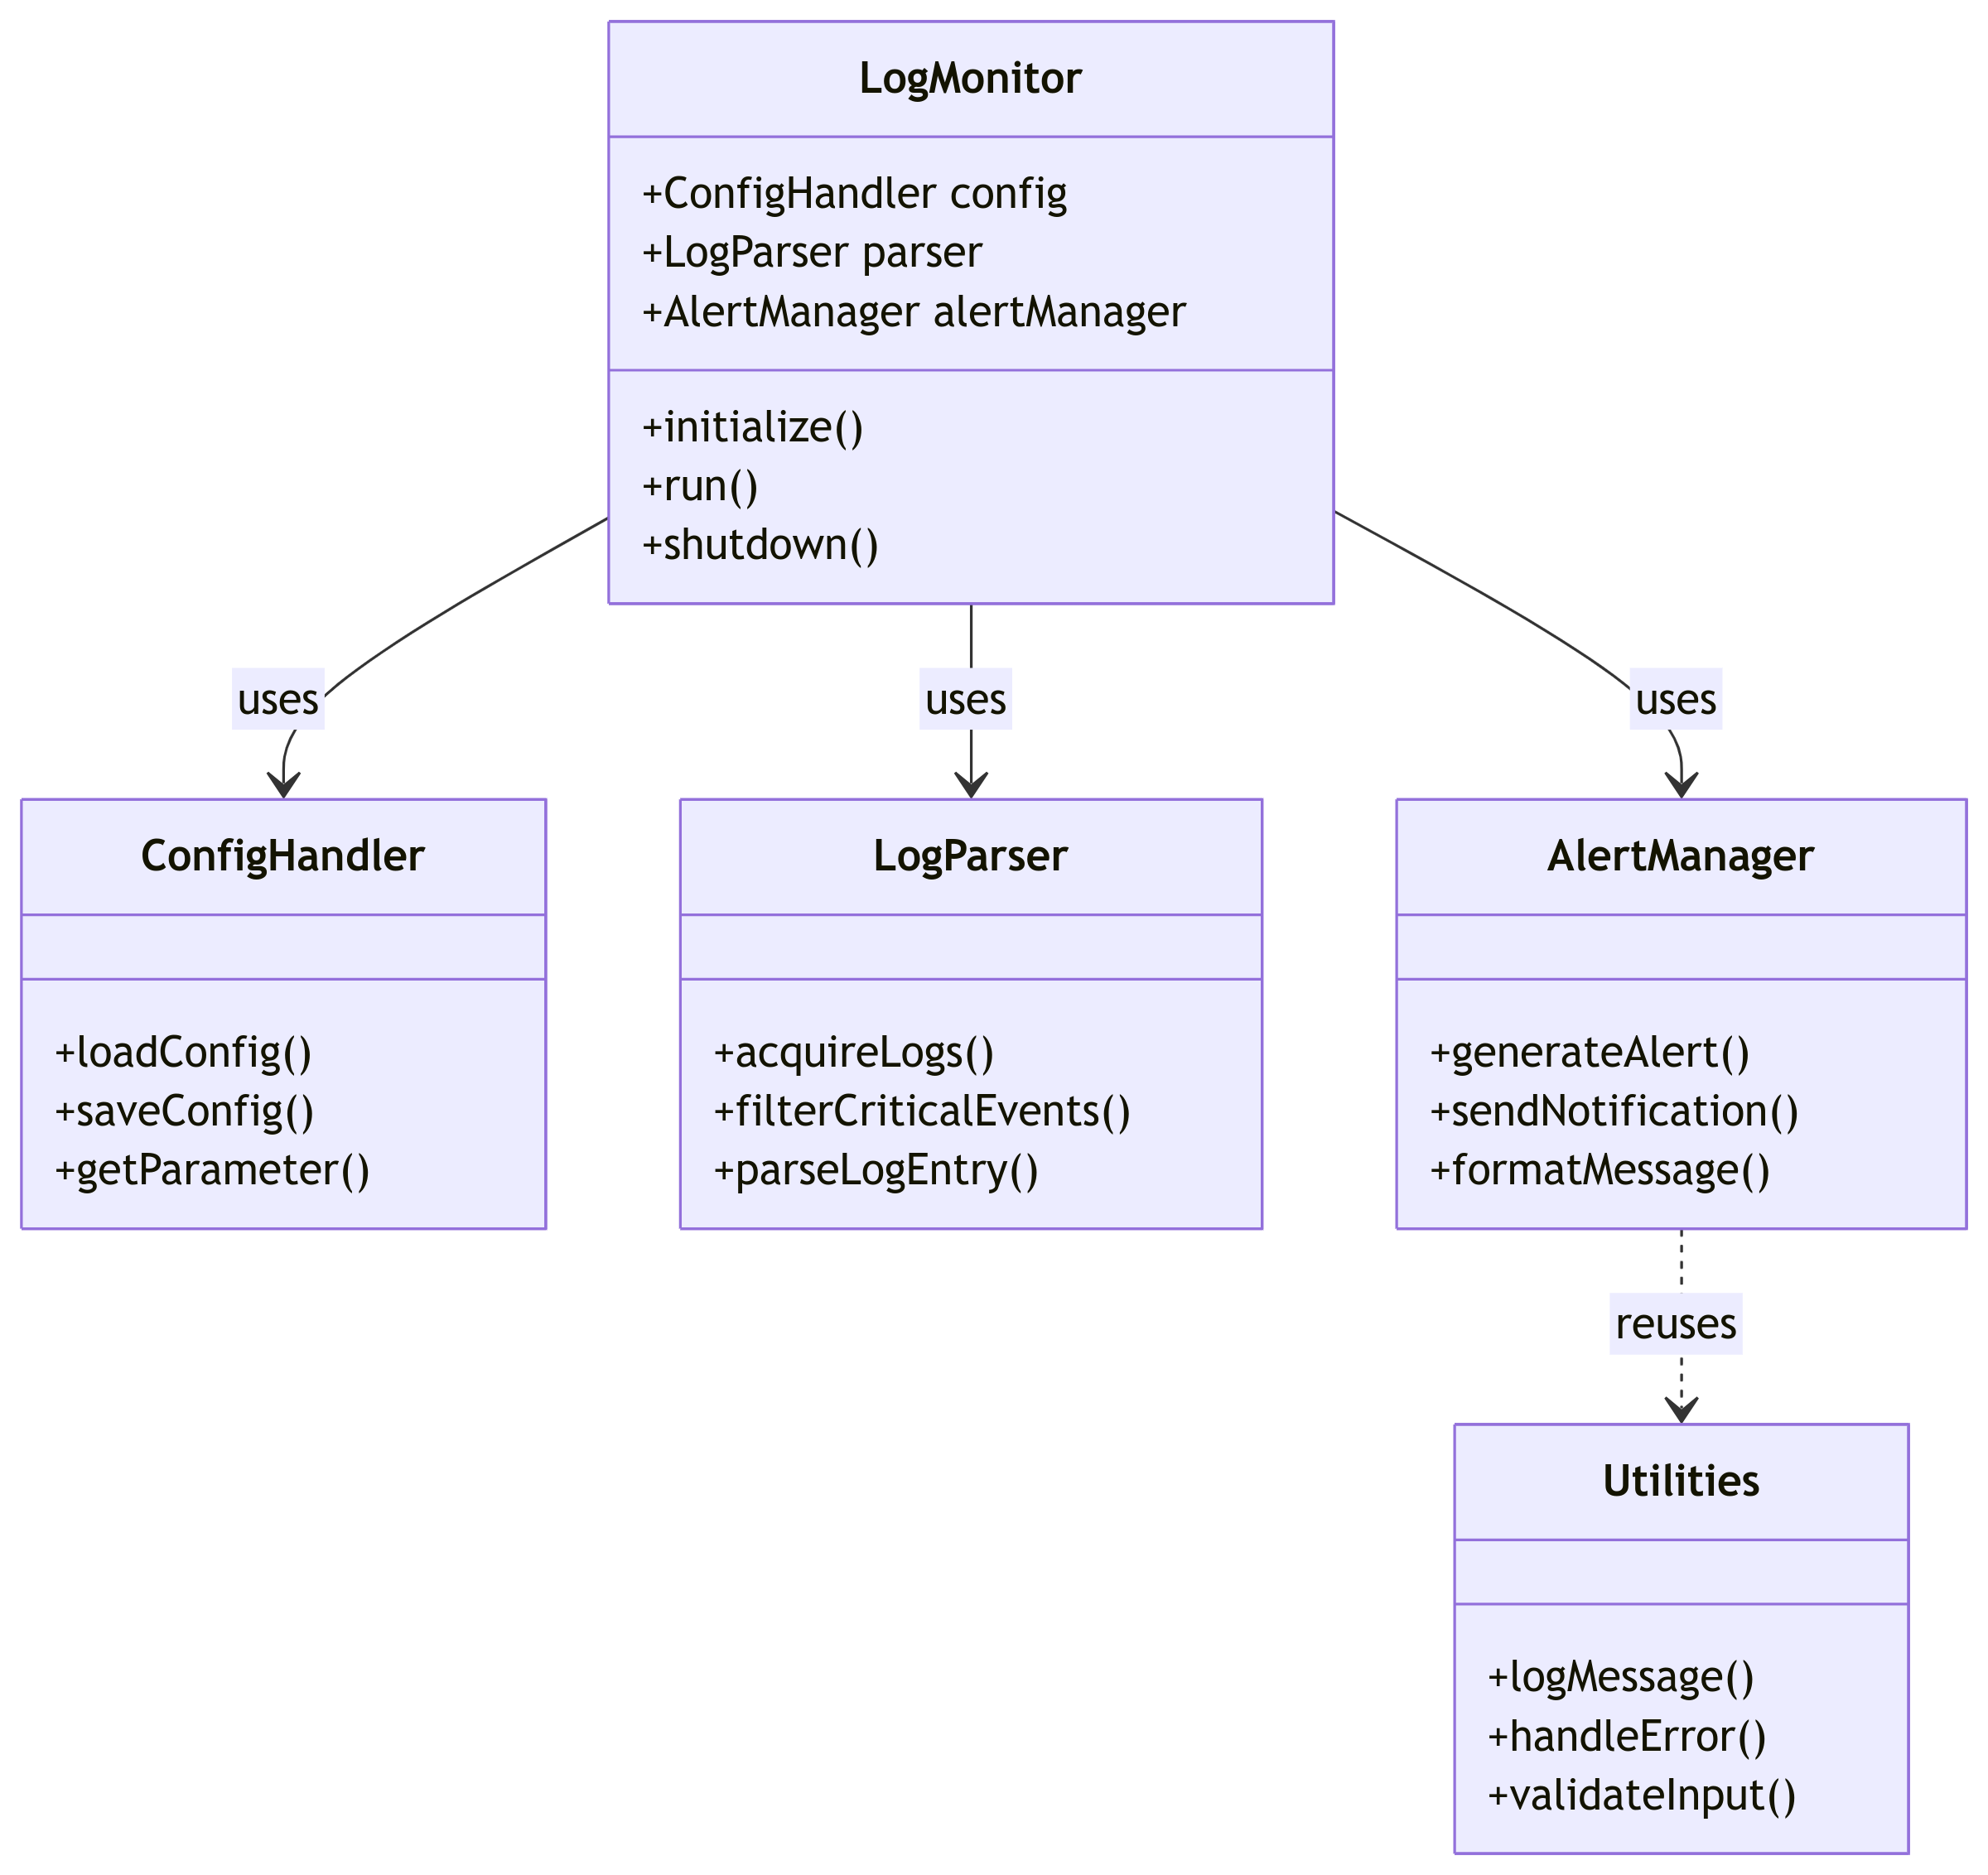 LogMonitor
+ConfigHandler config
+LogParser parser
+AlertManager alertManager
+initialize()
+run()
+shutdown()
uses
uses
uses
ConfigHandler
+loadConfig()
+saveConfig()
+getParameter()
LogParser
+acquireLogs()
+filterCriticalEvents()
+parseLogEntry()
AlertManager
+generateAlert()
+sendNotification()
+formatMessage()
reuses
Utilities
+logMessage()
+handleError()
+validateInput()